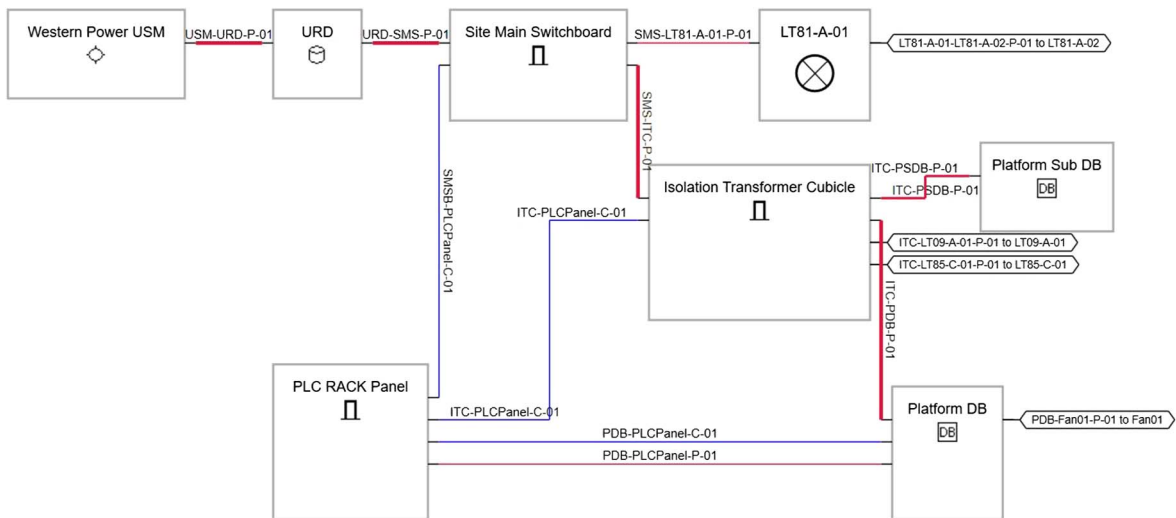 Western Power USM
USM-URD-P-01
URD
URD-SMS-P-01
Site Main Switchboard
SMS-LT81-A-01-P-01
LT81-A-01
LT81-A-01-LT81-A-02-P-01 to LT81-A-02
SMS-ITC-P-01
SMSB-PLCPanel-C-01
Isolation Transformer Cubicle
ITC-PSDB-P-01
ITC-PSDB-P-01
Platform Sub DB
DB
ITC-PLCPanel-C-01
ITC-LT09-A-01-P-01 to LT09-A-01
ITC-LT85-C-01-P-01 to LT85-C-01
ITC-PDB-P-01
PLC RACK Panel
ITC-PLCPanel-C-01
PDB-PLCPanel-C-01
PDB-PLCPanel-P-01
Platform DB
DB
PDB-Fan01-P-01 to Fan01